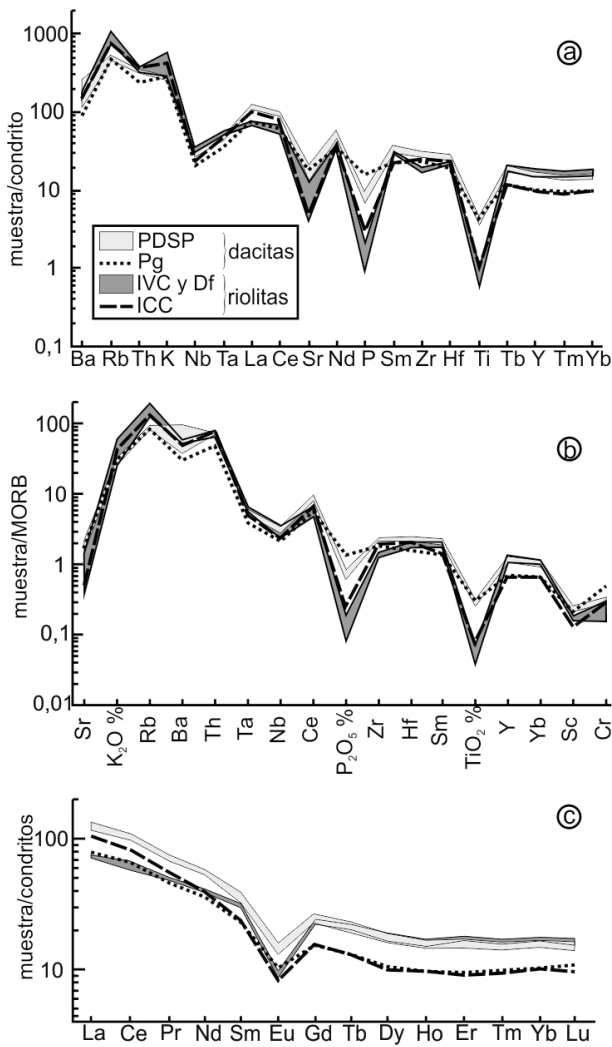 muestra/condrito
1000
100
10
1
0,1
a
PDSP
Pg
dacitas
IVC y Df
ICC
riolitas
Ba Rb Th K Nb Ta La Ce Sr Nd P Sm Zr Hf Ti Tb Y Tm Yb
muestra/MORB
100
10
1
0,1
0,01
b
Sr K₂O % Rb Ba Th Ta Nb Ce P₂O₅ % Zr Hf Sm TiO₂ % Y Yb Sc Cr
muestra/condritos
100
10
c
La Ce Pr Nd Sm Eu Gd Tb Dy Ho Er Tm Yb Lu